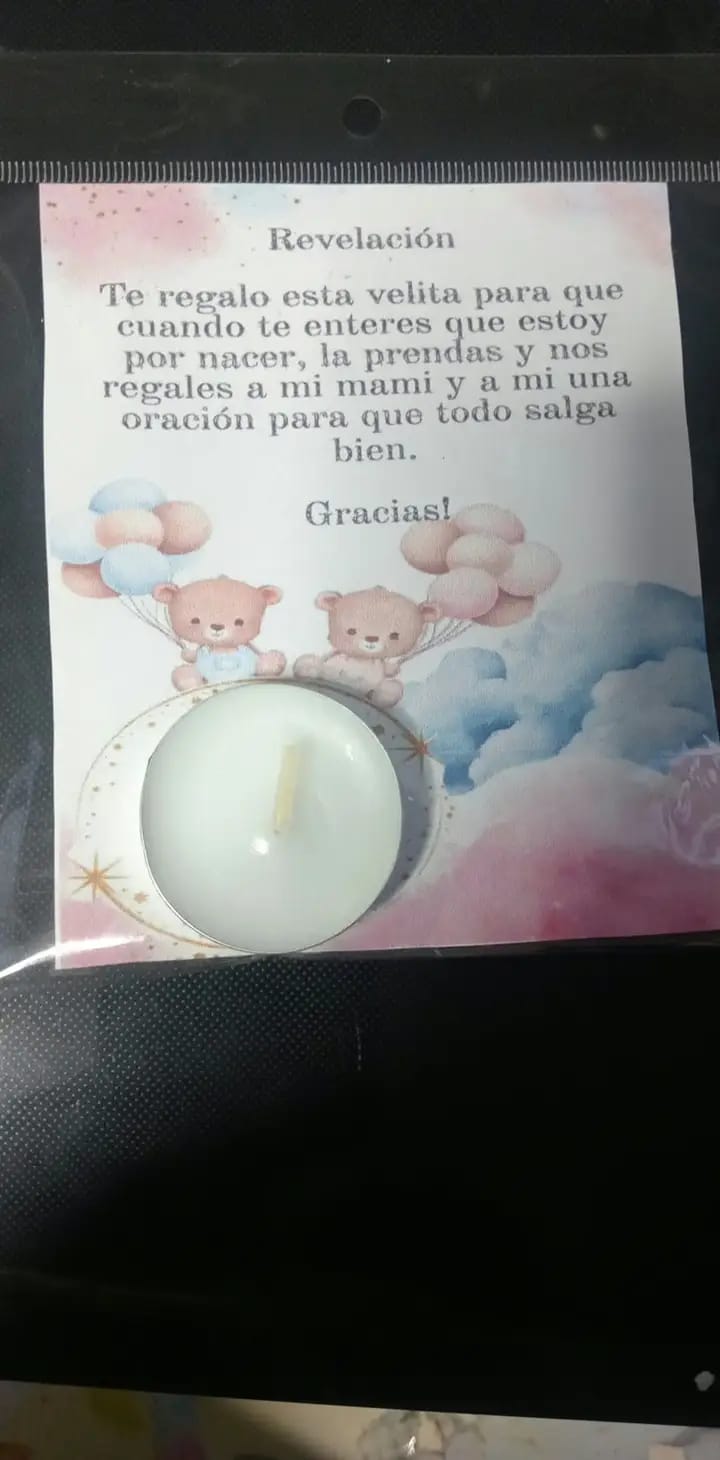 Revelación
Te regalo esta velita para que
cuando te enteres que estoy
por nacer, la prendas y nos
regales a mi mami y a mi una
oración para que todo salga
bien.
Gracias!